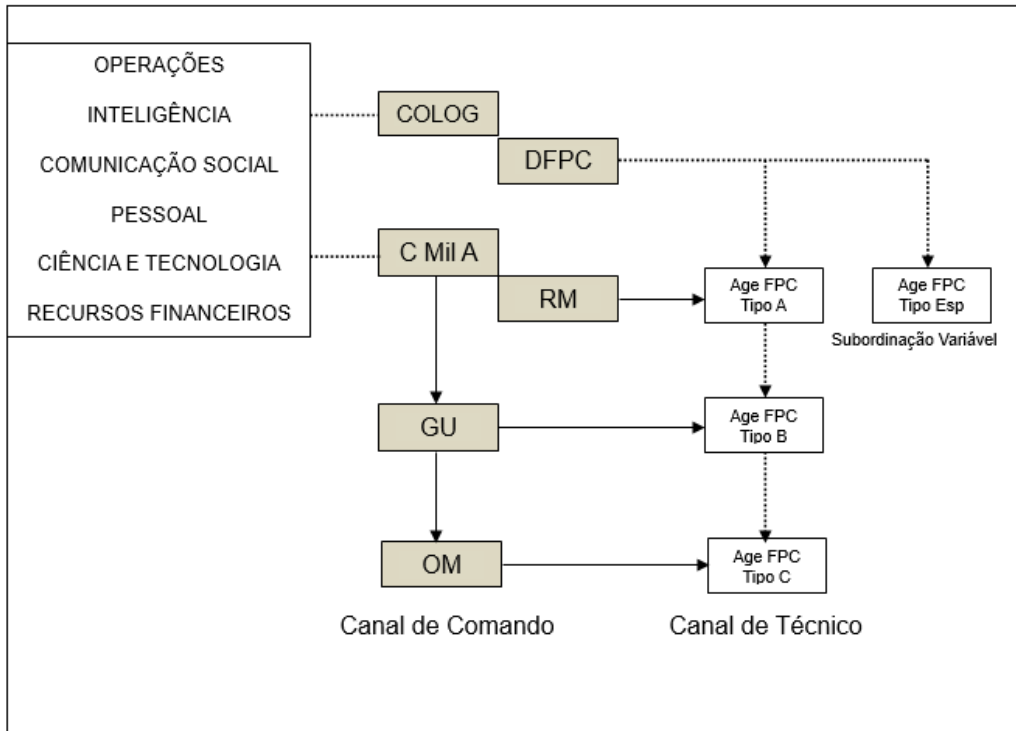 OPERAÇÕES
INTELIGÊNCIA
COMUNICAÇÃO SOCIAL
PESSOAL
CIÊNCIA E TECNOLOGIA
RECURSOS FINANCEIROS
COLOG
DFPC
C Mil A
RM
Age FPC
Tipo A
Age FPC
Tipo Esp
Subordinação Variável
GU
Age FPC
Tipo B
OM
Age FPC
Tipo C
Canal de Comando
Canal de Técnico